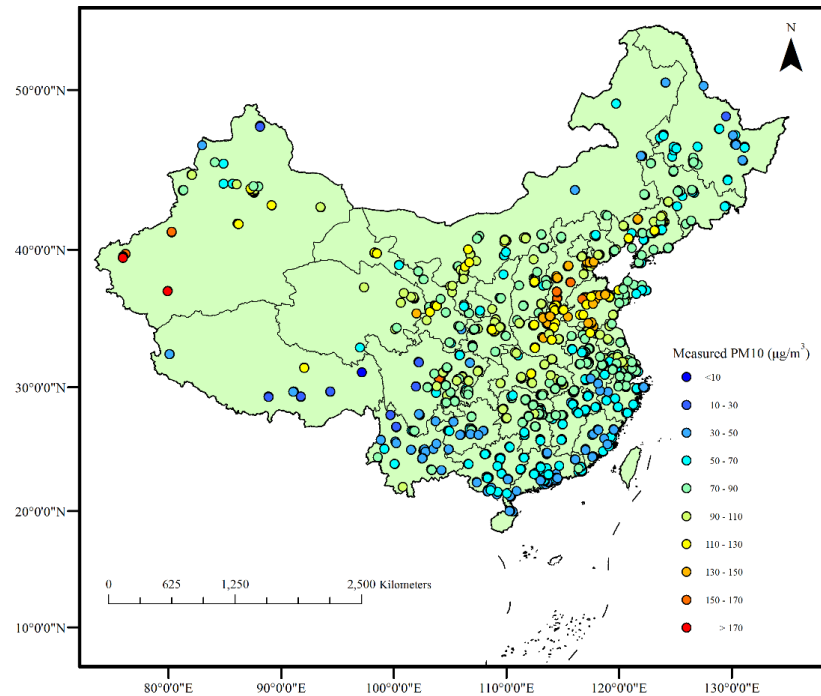 N
50°0'0"N
40°0'0"N
30°0'0"N
20°0'0"N
10°0'0"N
Measured PM10 (µg/m³)
<10
10 - 30
30 - 50
50 - 70
70 - 90
90 - 110
110 - 130
130 - 150
150 - 170
> 170
0 625 1,250 2,500 Kilometers
80°0'0"E 90°0'0"E 100°0'0"E 110°0'0"E 120°0'0"E 130°0'0"E